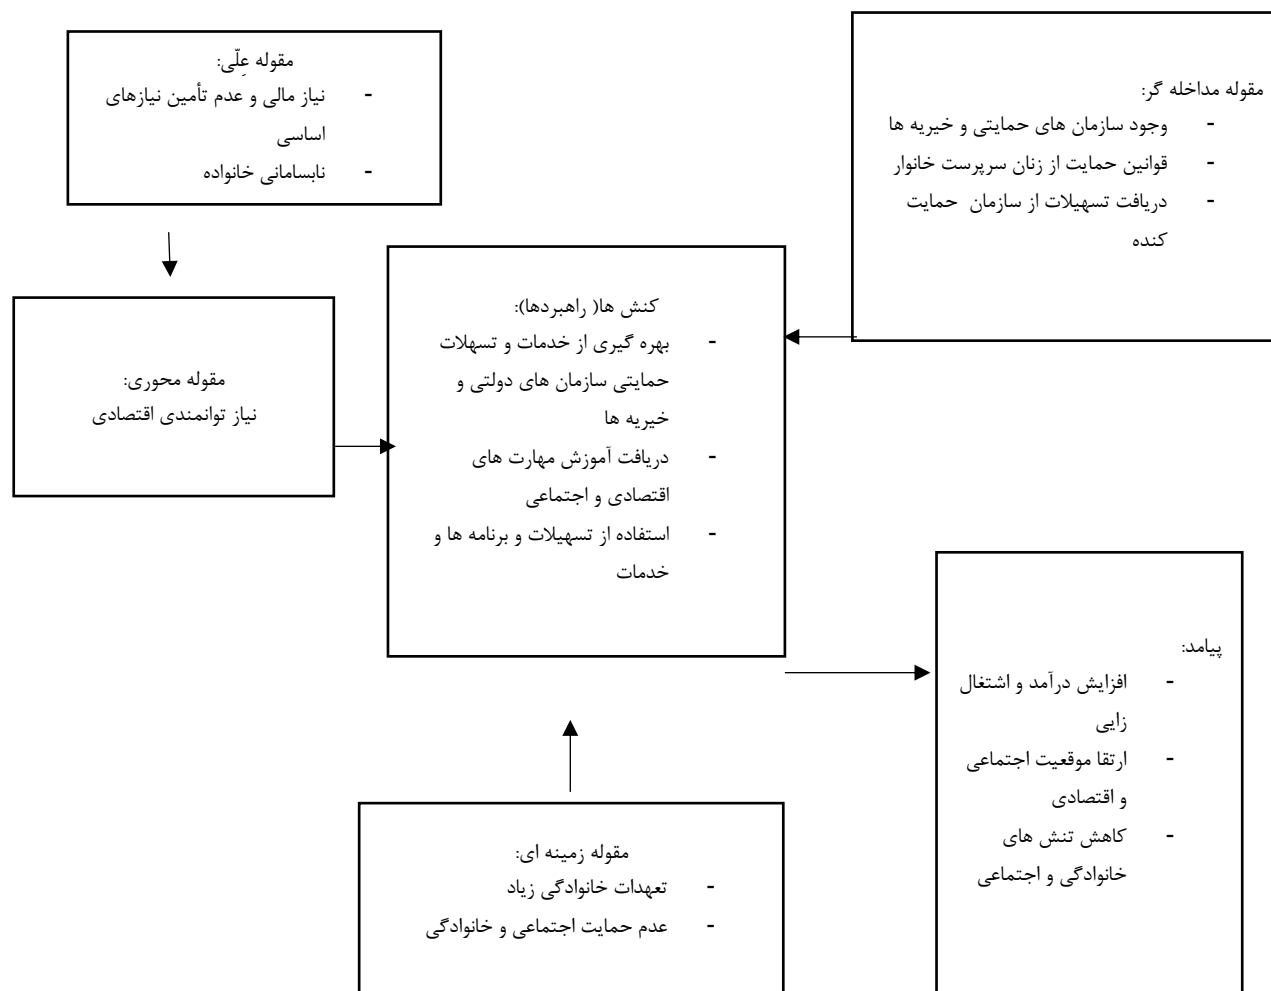 مقوله عِلّی:
- نیاز مالی و عدم تأمین نیازهای
اساسی
- نابسامانی خانواده
مقوله مداخله گر:
- وجود سازمان های حمایتی و خیریه ها
- قوانین حمایت از زنان سرپرست خانوار
- دریافت تسهیلات از سازمان حمایت
کنده
مقوله محوری:
نیاز توانمندی اقتصادی
کنش ها( راهبردها):
- بهره گیری از خدمات و تسهلات
حمایتی سازمان های دولتی و
خیریه ها
- دریافت آموزش مهارت های
اقتصادی و اجتماعی
- استفاده از تسهیلات و برنامه ها و
خدمات
پیامد:
- افزایش درآمد و اشتغال
زایی
- ارتقا موقعیت اجتماعی
و اقتصادی
- کاهش تنش های
خانوادگی و اجتماعی
مقوله زمینه ای:
- تعهدات خانوادگی زیاد
- عدم حمایت اجتماعی و خانوادگی